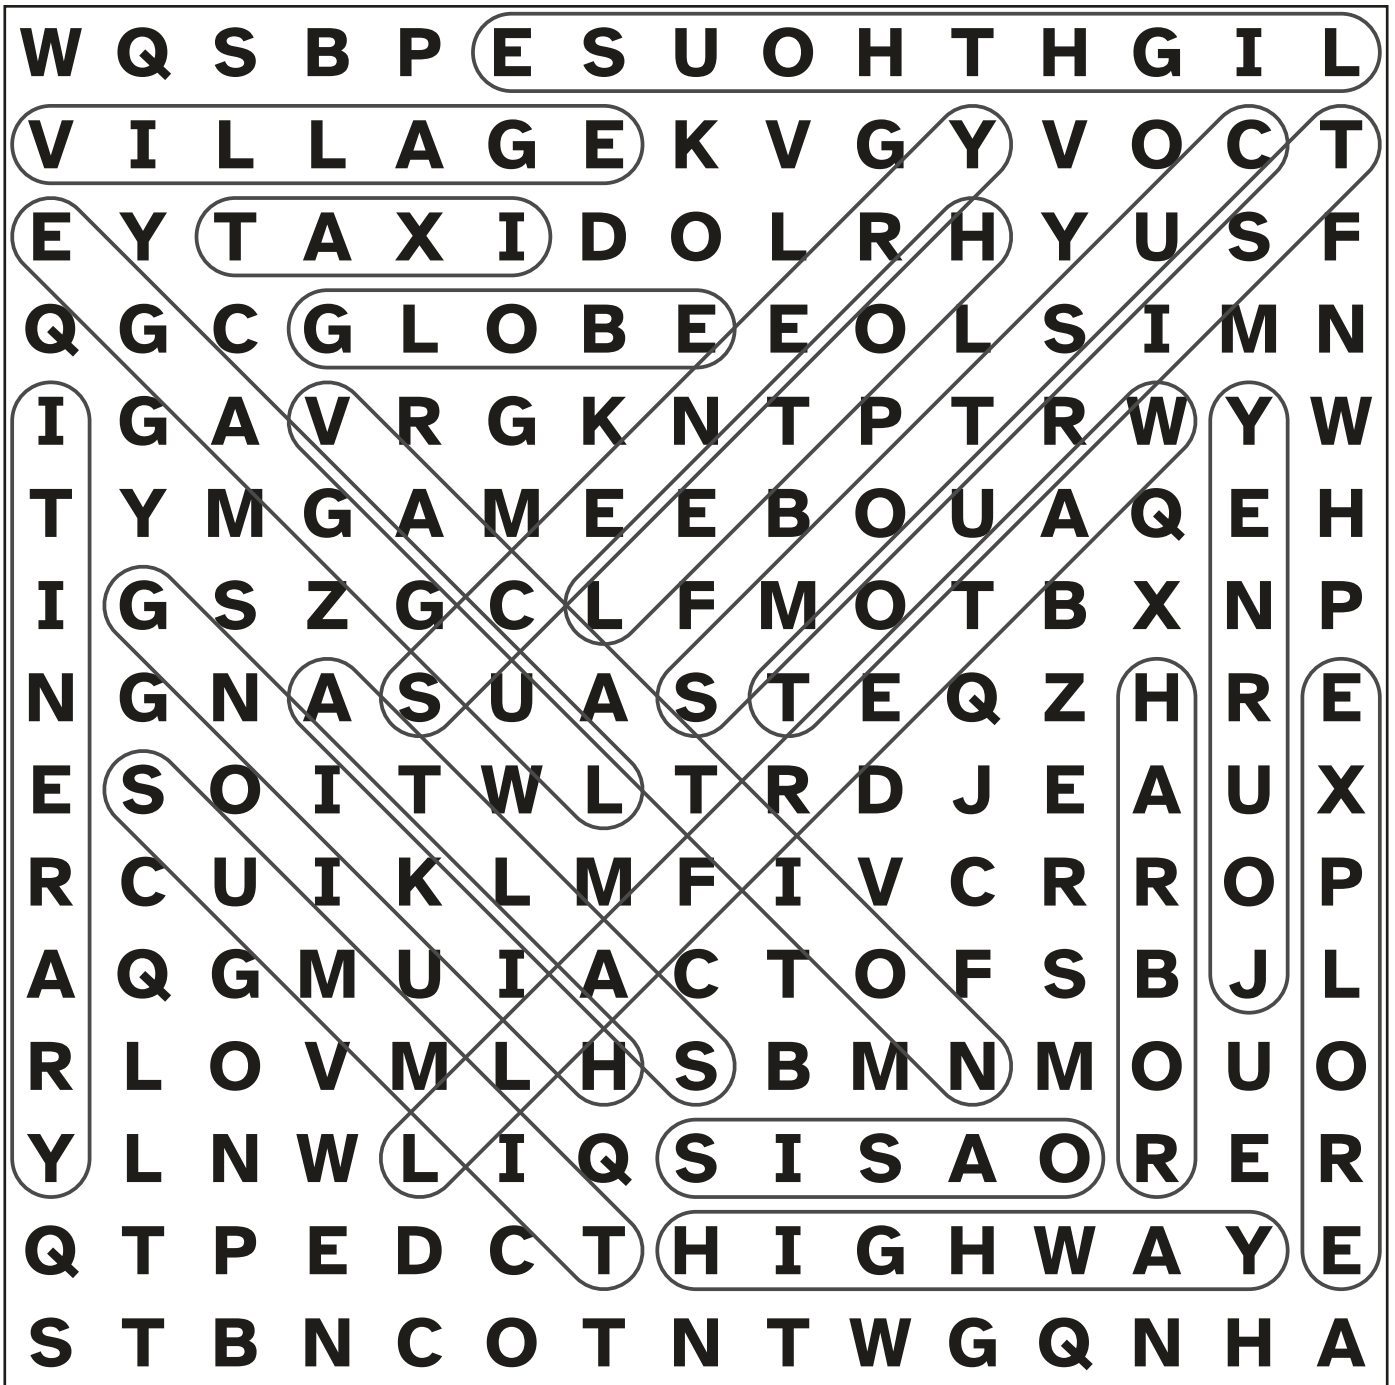 W Q S B P E S U O H T H G I L
V I L L A G E K V G Y V O C T
E Y T A X I D O L R H Y U S F
Q G C G L O B E E O L S I M N
I G A V R G K N T P T R W Y W
T Y M G A M E E B O U A Q E H
I G S Z G C L F M O T B X N P
N G N A S U A S T E Q Z H R E
E S O I T W L T R D J E A U X
R C U I K L M F I V C R R O P
A Q G M U I A C T O F S B J L
R L O V M L H S B M N M O U O
Y L N W L I Q S I S A O R E R
Q T P E D C T H I G H W A Y E
S T B N C O T N T W G Q N H A